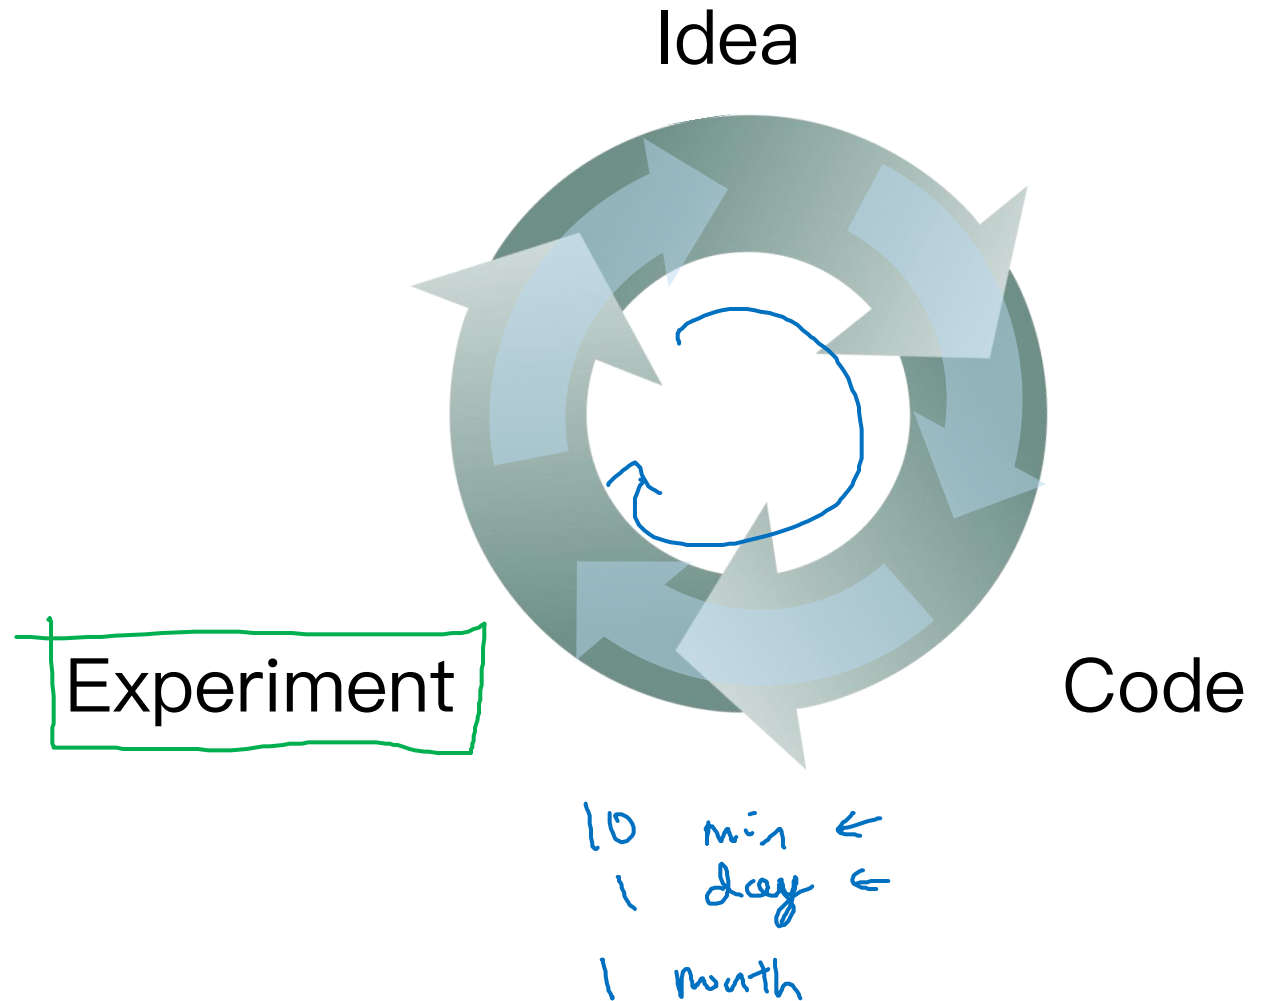 Idea
Experiment
Code
10 min ←
1 day ←
1 month